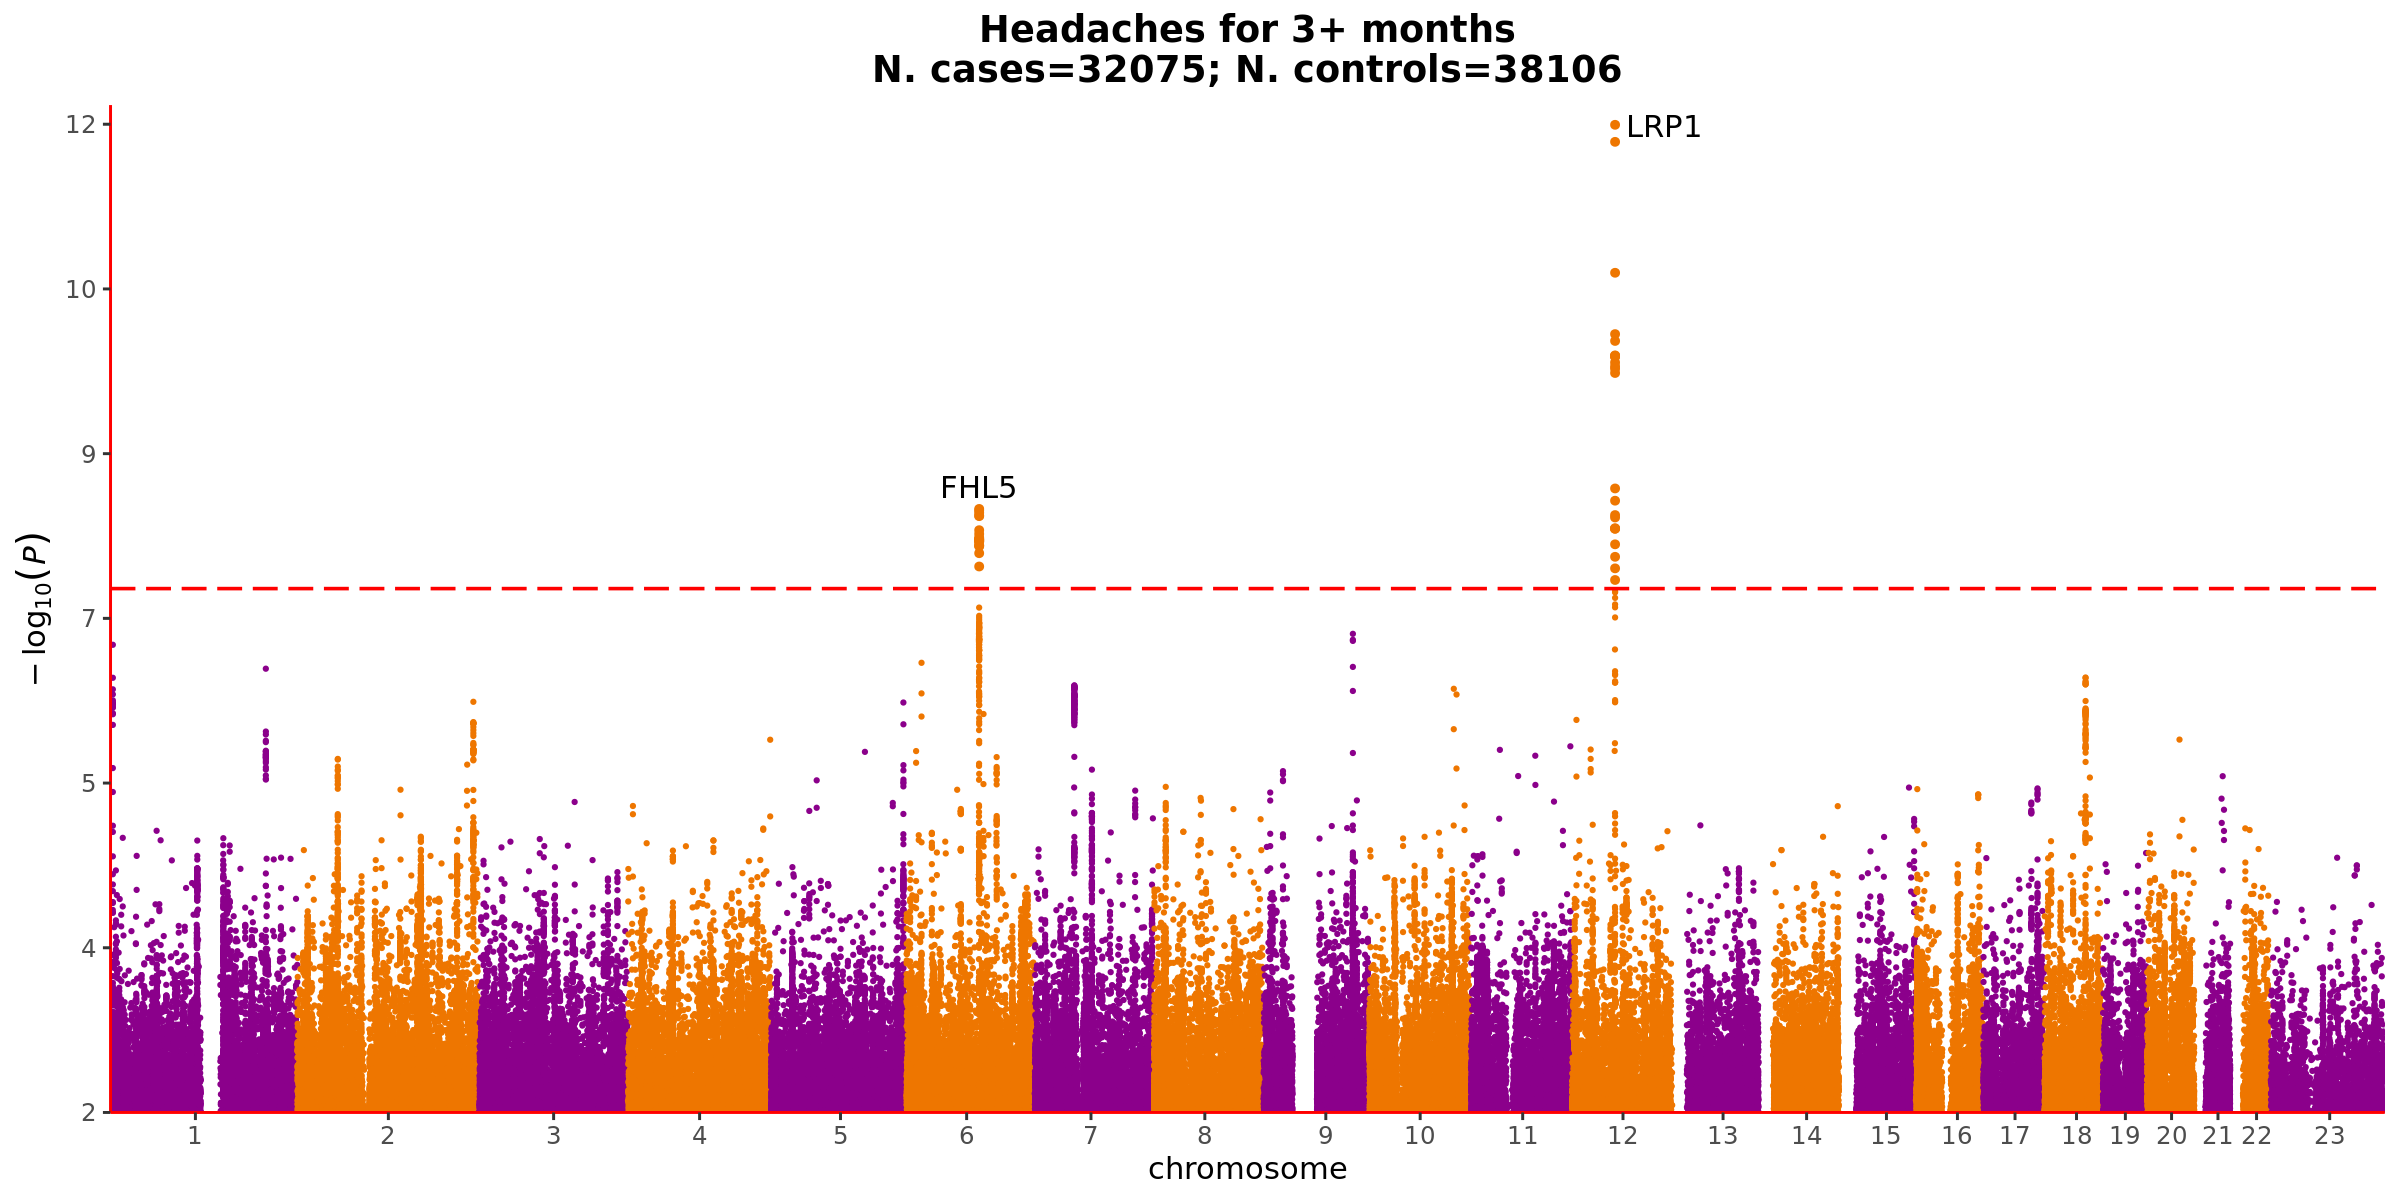 Headaches for 3+ months
N. cases=32075; N. controls=38106
12
LRP1
10
9
FHL5
7
5
4
2
−log₁₀(P)
1 2 3 4 5 6 7 8 9 10 11 12 13 14 15 16 17 18 19 20 21 22 23
chromosome